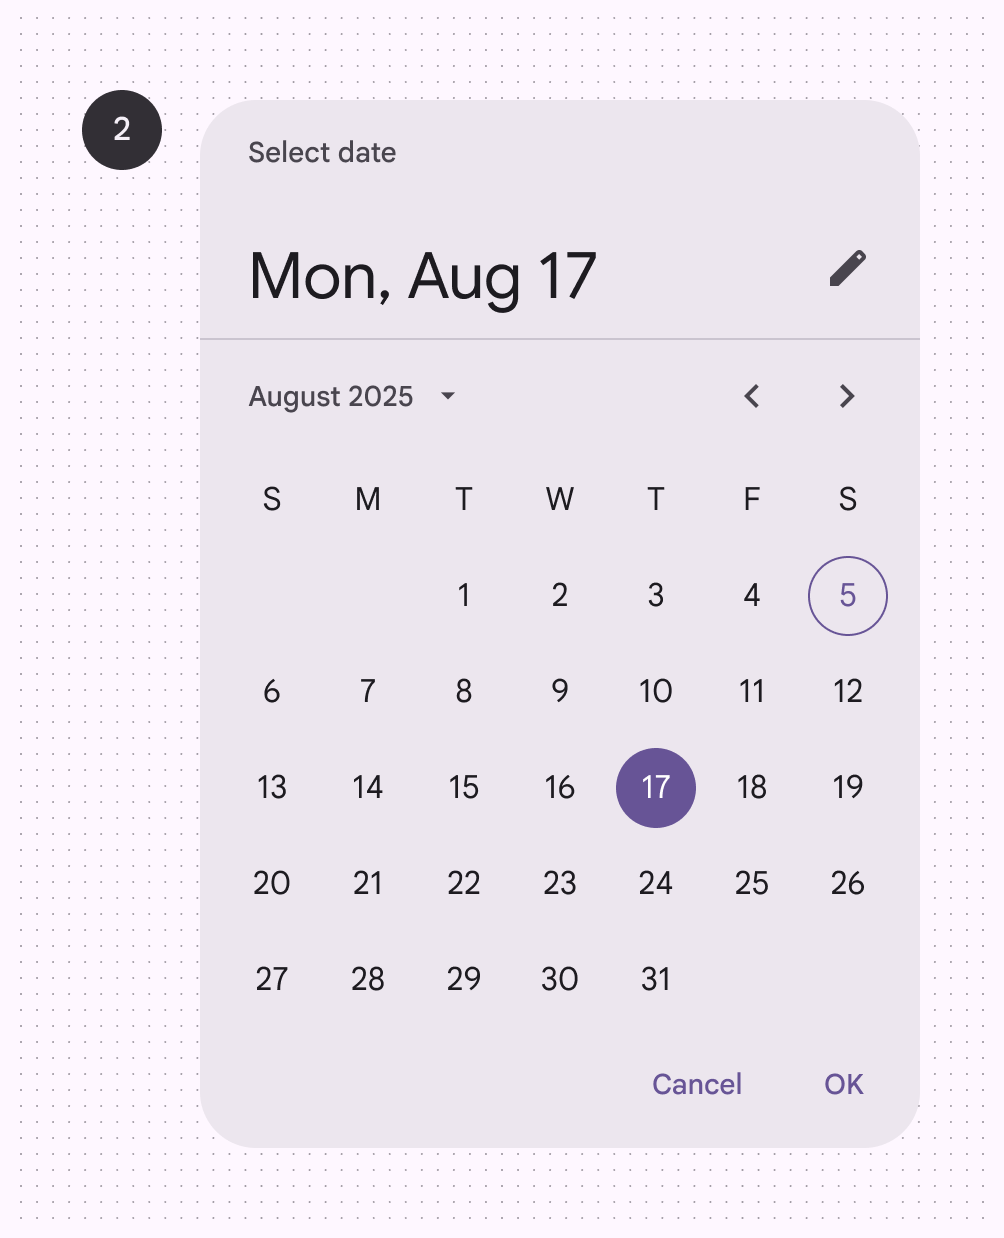 2
Select date
Mon, Aug 17
August 2025
S M T W T F S
1 2 3 4 5
6 7 8 9 10 11 12
13 14 15 16 17 18 19
20 21 22 23 24 25 26
27 28 29 30 31
Cancel OK